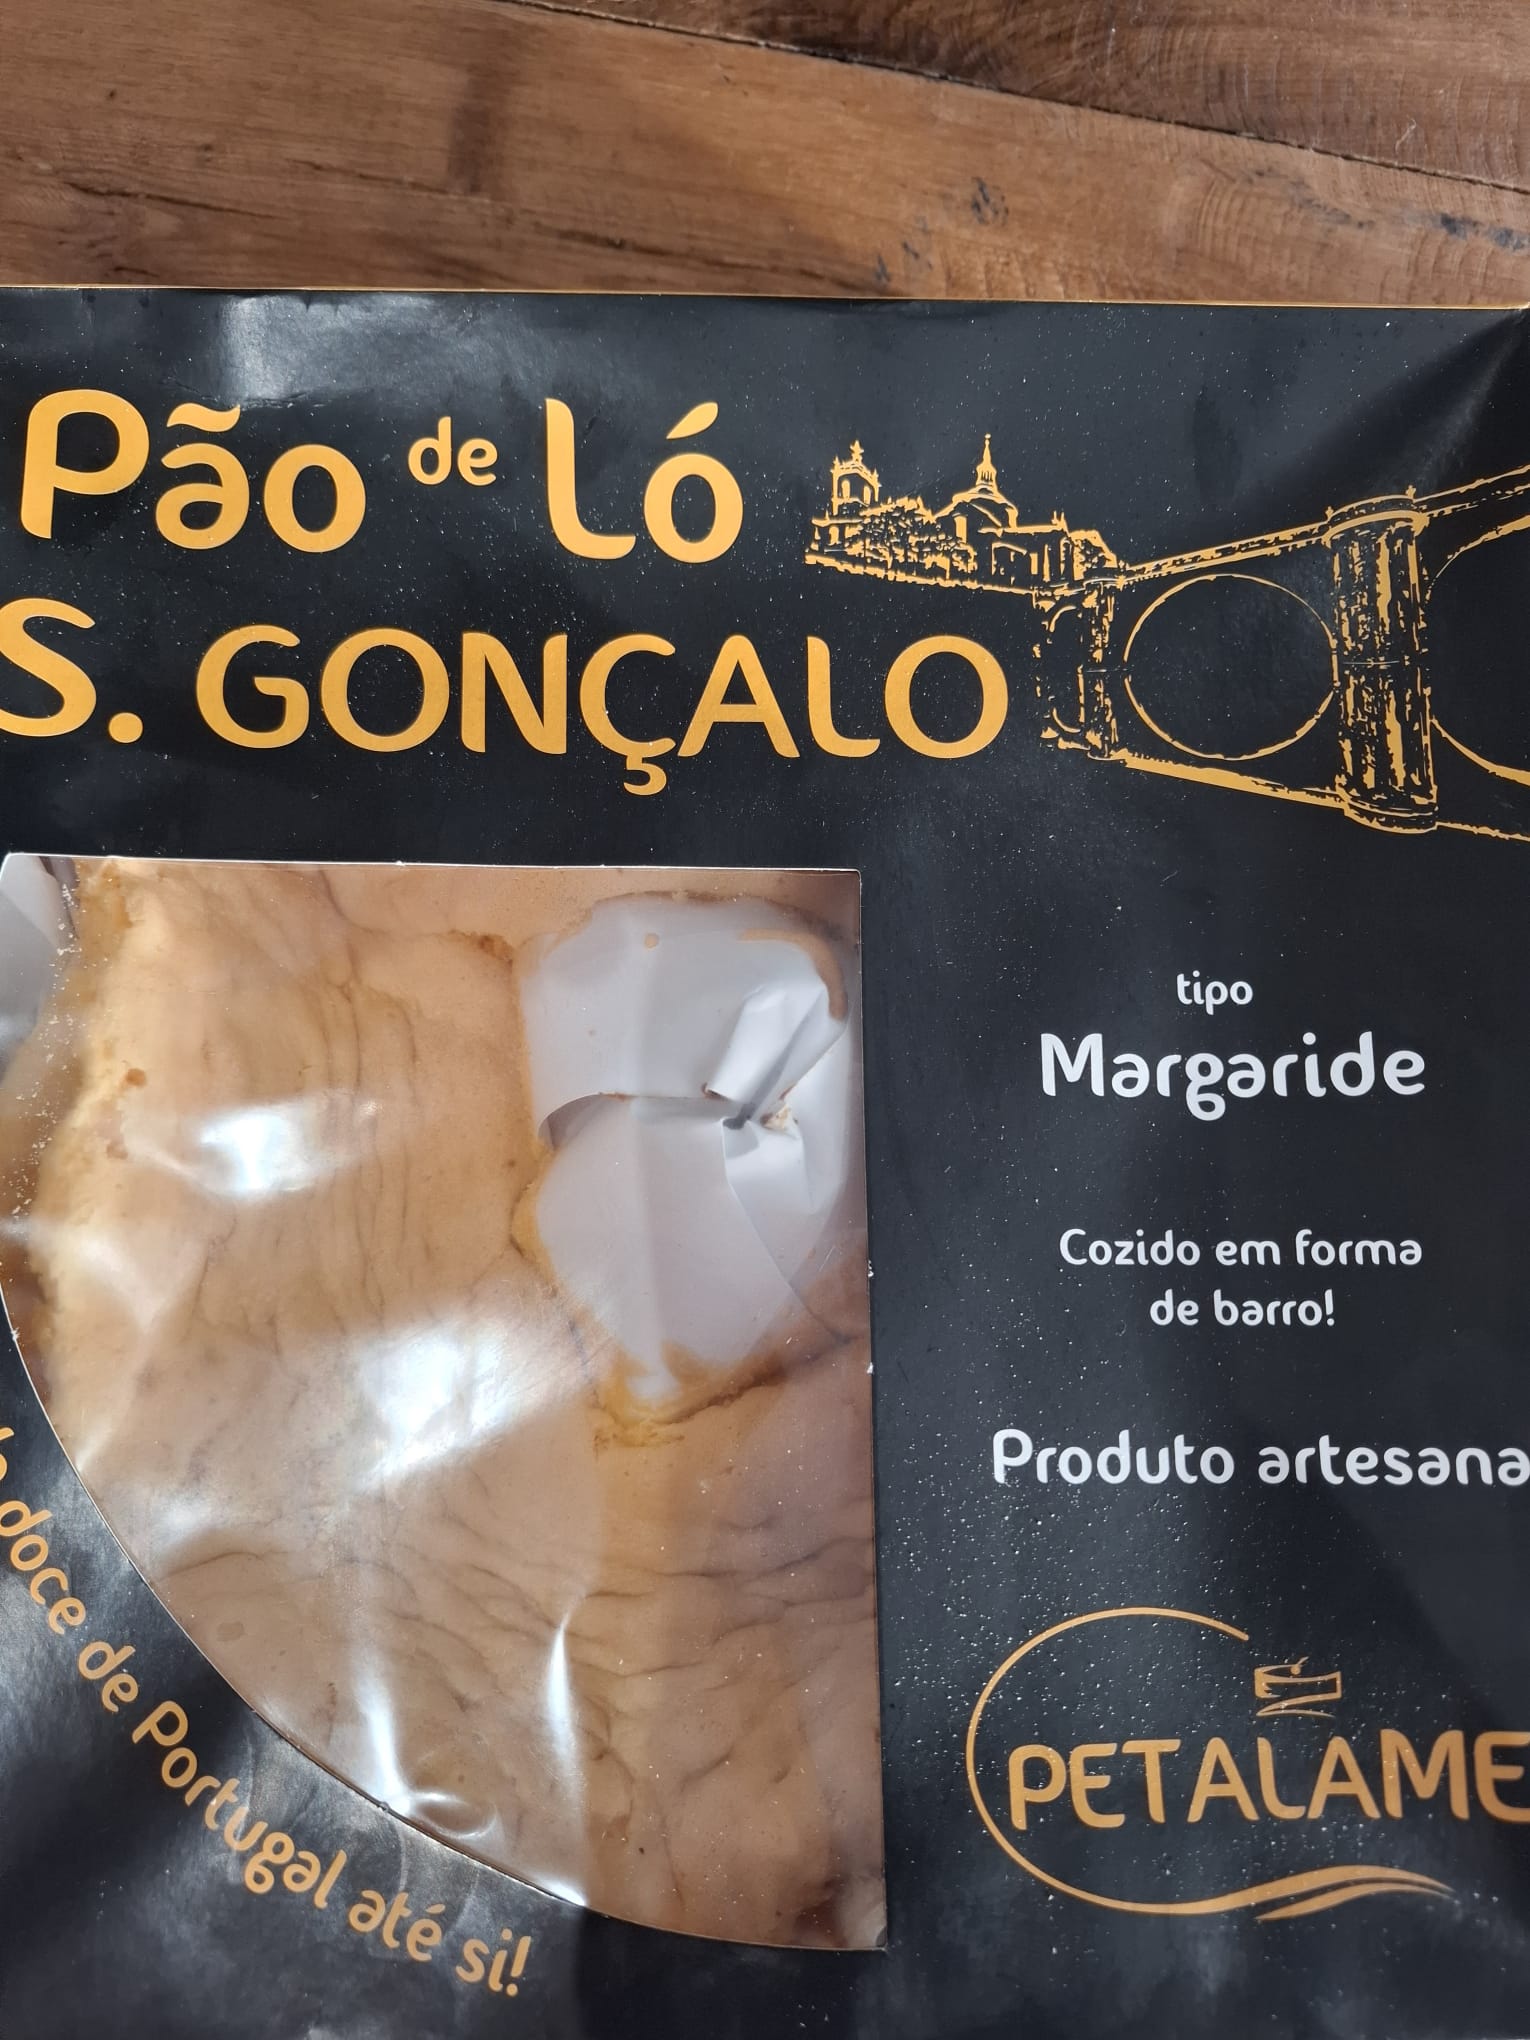 Pão de Ló
S. GONÇALO
tipo
Margaride
Cozido em forma
de barro!
Produto artesana
doce de Portugal até si!
PETALAME